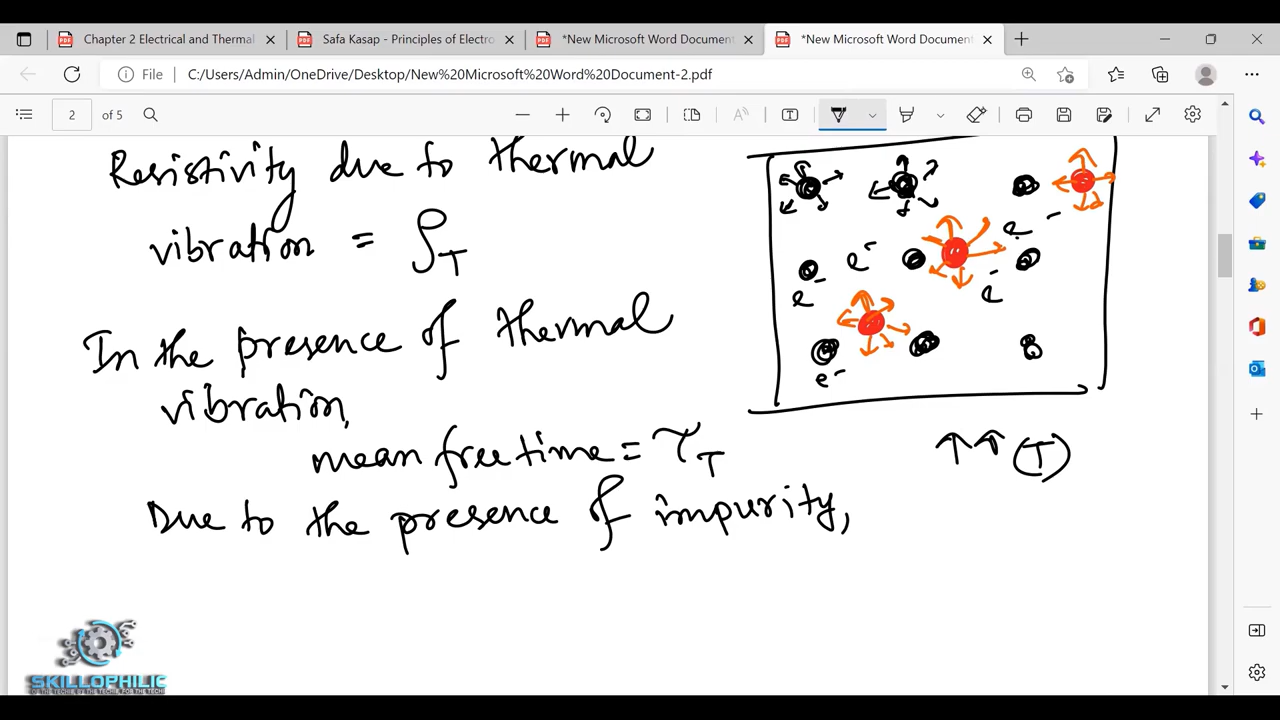 Chapter 2 Electrical and Thermal
Safa Kasap - Principles of Electro
*New Microsoft Word Document
*New Microsoft Word Document
File
C:/Users/Admin/OneDrive/Desktop/New%20Microsoft%20Word%20Document-2.pdf
2 of 5
Resistivity due to thermal
vibration = ρT
In the presence of thermal
vibration,
mean free time = τT
Due to the presence of impurity,
e-
e-
e-
e-
e-
↑↑ (T)
SKILLOPHILIC